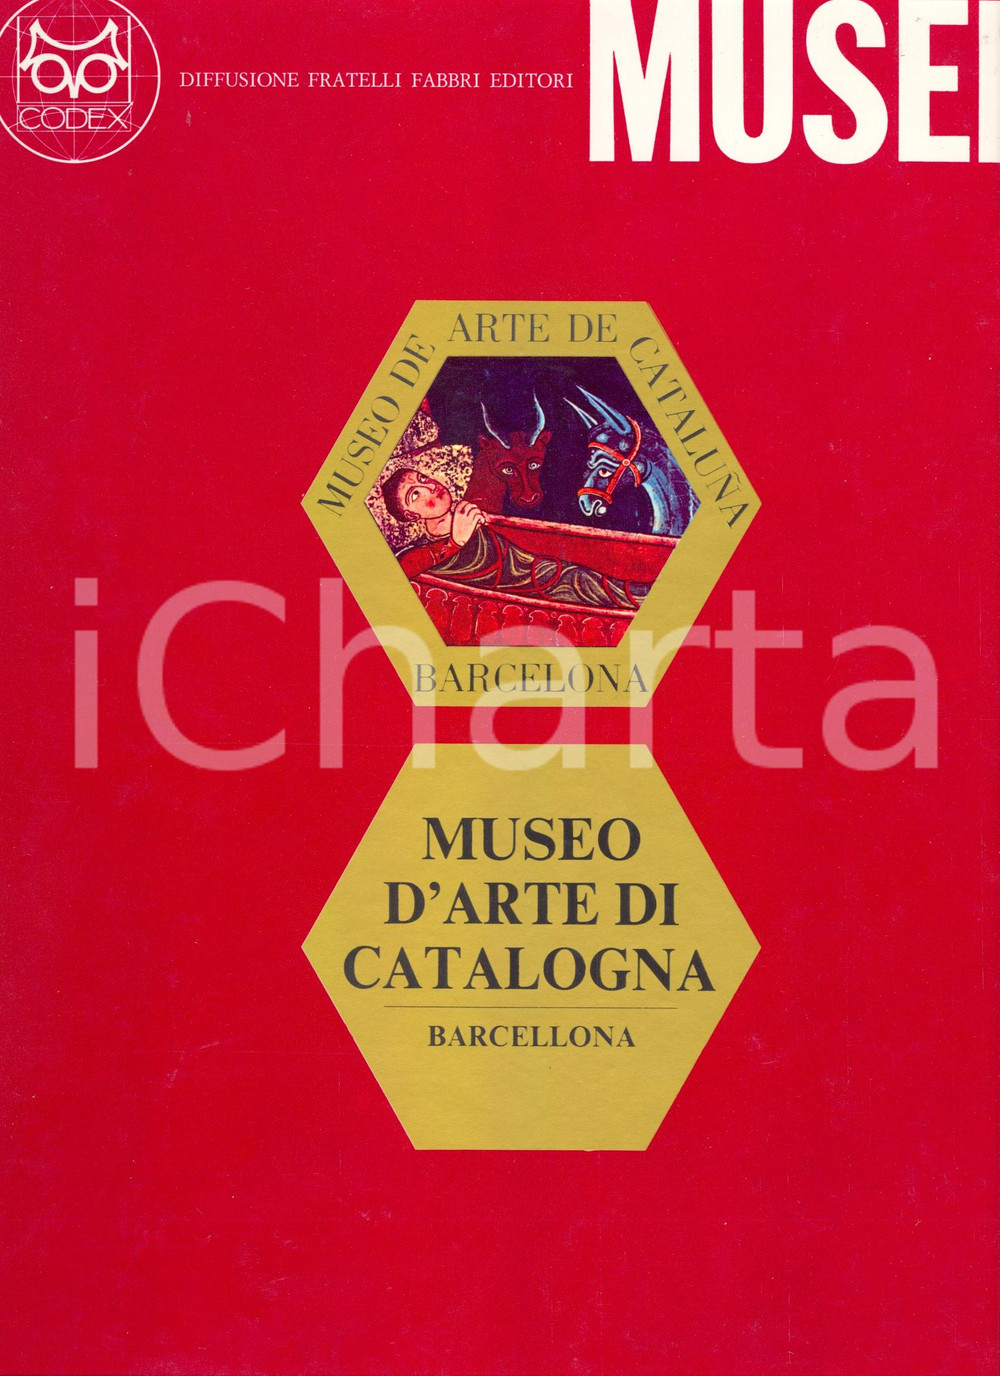 CODEX
DIFFUSIONE FRATELLI FABBRI EDITORI
MUSEI
MUSEO DE ARTE DE CATALUÑA
BARCELONA
iCharta
MUSEO
D'ARTE DI
CATALOGNA
BARCELLONA